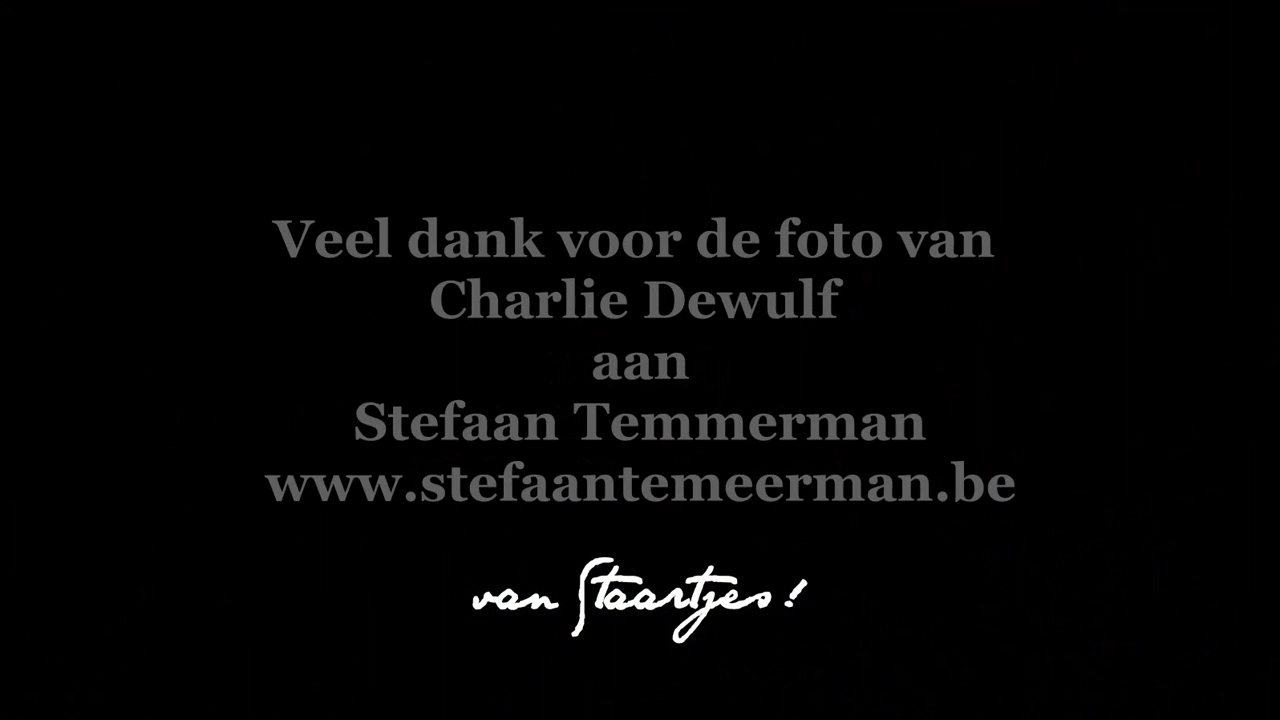 Veel dank voor de foto van
Charlie Dewulf
aan
Stefaan Temmerman
www.stefaantemeerman.be
van Staartjes!